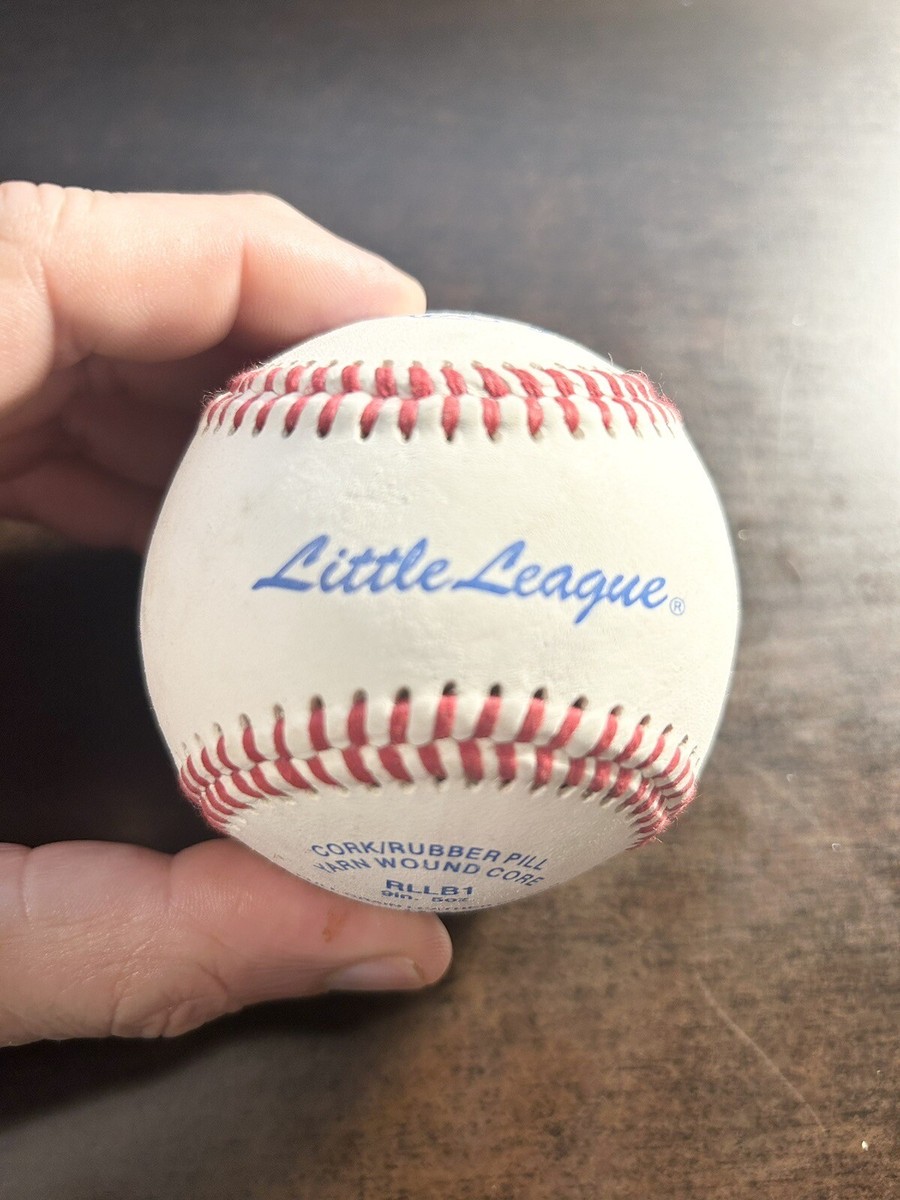 Little League®
CORK/RUBBER PILL
YARN WOUND CORE
RLLB1
9in. 5oz